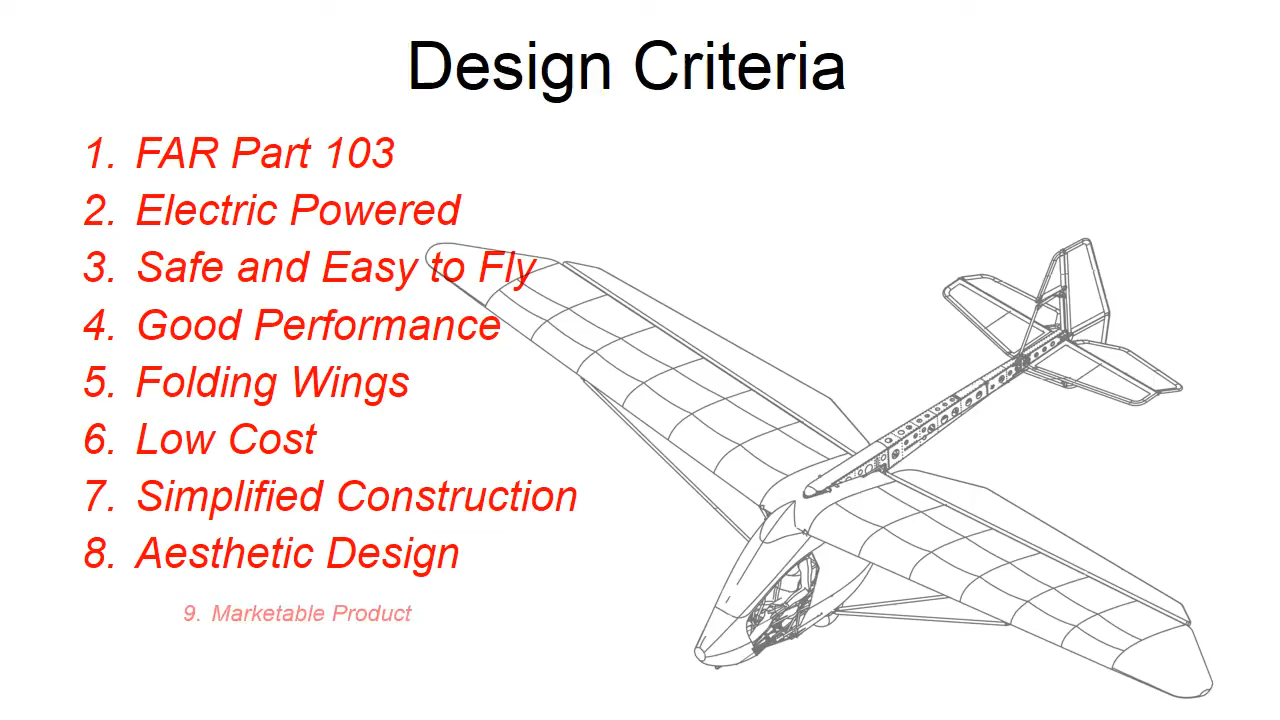 Design Criteria
1. FAR Part 103
2. Electric Powered
3. Safe and Easy to Fly
4. Good Performance
5. Folding Wings
6. Low Cost
7. Simplified Construction
8. Aesthetic Design
9. Marketable Product